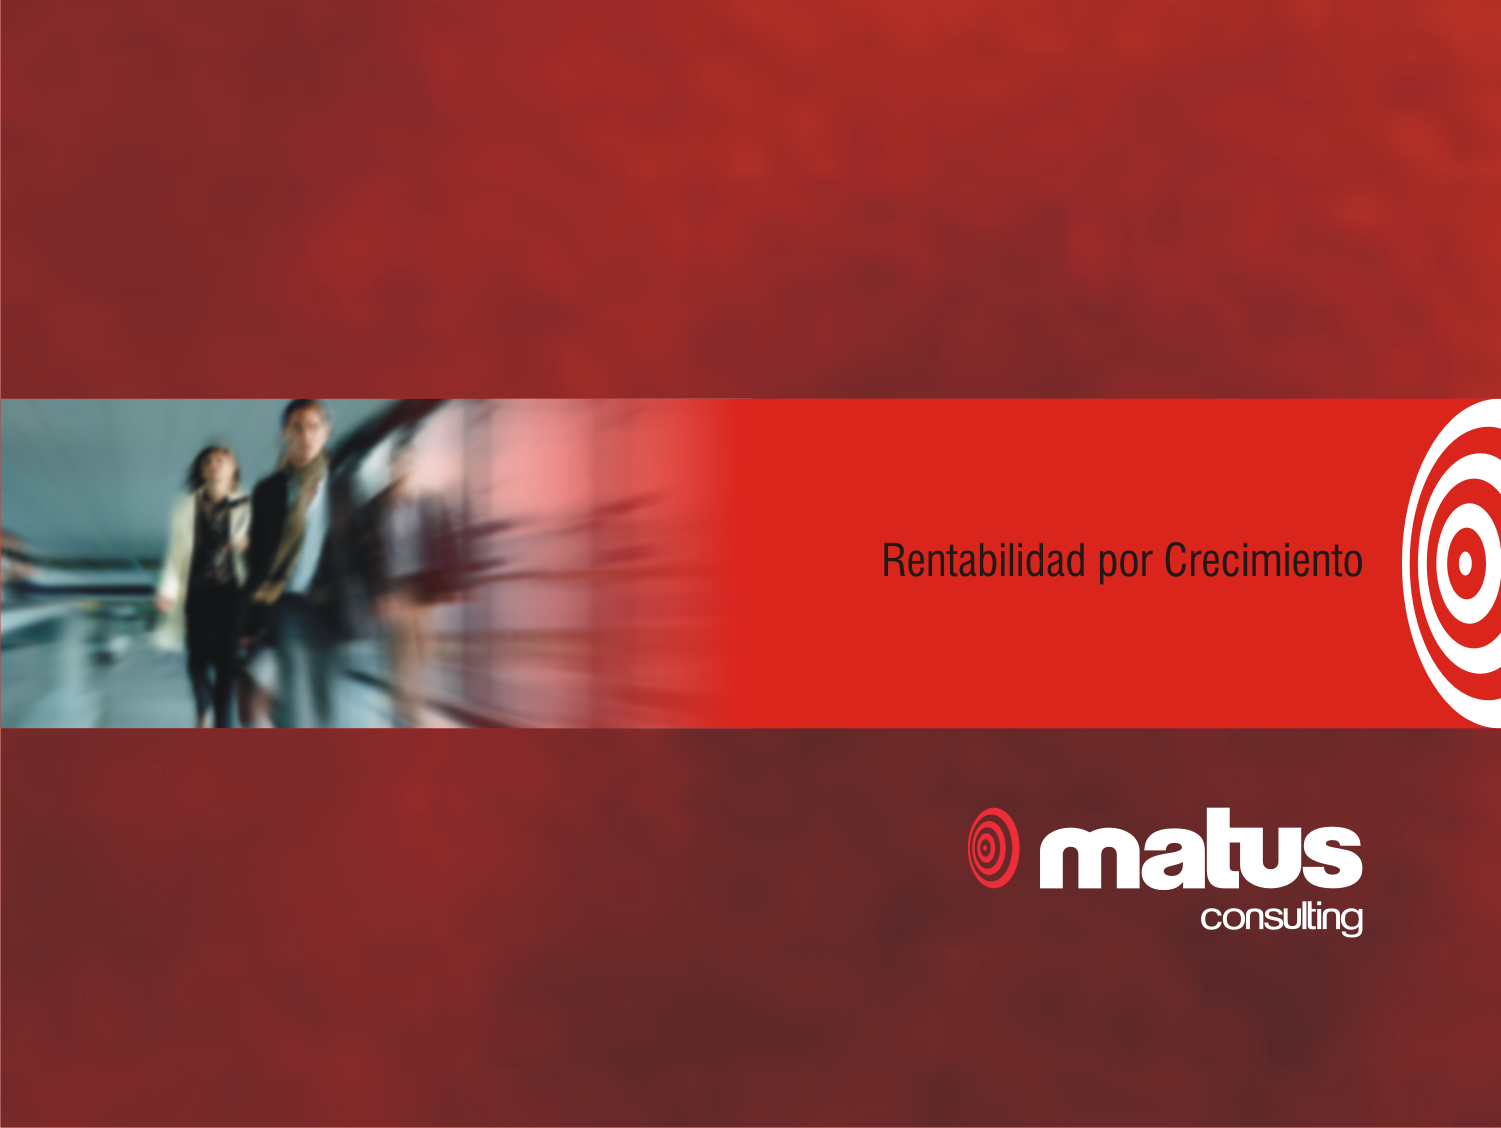 Rentabilidad por Crecimiento
matus
consulting